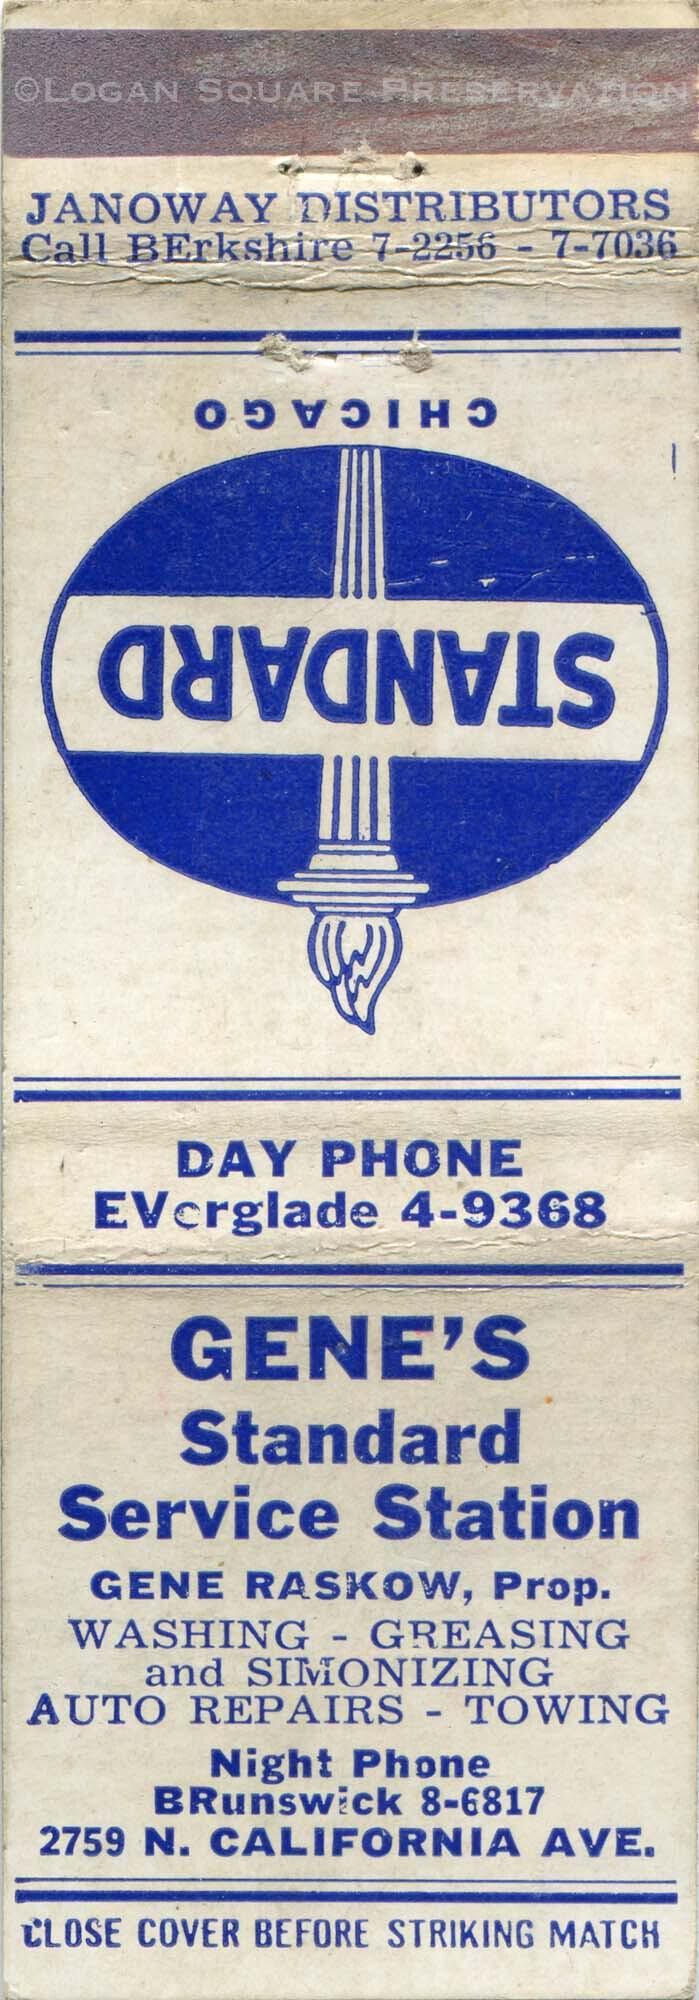 ©LOGAN SQUARE PRESERVATION
JANOWAY DISTRIBUTORS
Call BErkshire 7-2256 - 7-7036
CHICAGO
STANDARD
DAY PHONE
EVerglade 4-9368
GENE'S
Standard
Service Station
GENE RASKOW, Prop.
WASHING - GREASING
and SIMONIZING
AUTO REPAIRS - TOWING
Night Phone
BRunswick 8-6817
2759 N. CALIFORNIA AVE.
CLOSE COVER BEFORE STRIKING MATCH